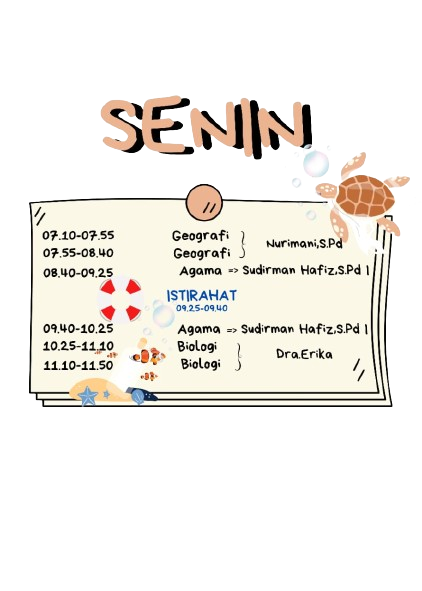 SENIN
07.10-07.55 Geografi
Nurimani,S.Pd
07.55-08.40 Geografi
08.40-09.25 Agama => Sudirman Hafiz,S.Pd I
ISTIRAHAT
09.25-09.40
09.40-10.25 Agama => Sudirman Hafiz,S.Pd I
10.25-11.10 Biologi
Dra.Erika
11.10-11.50 Biologi